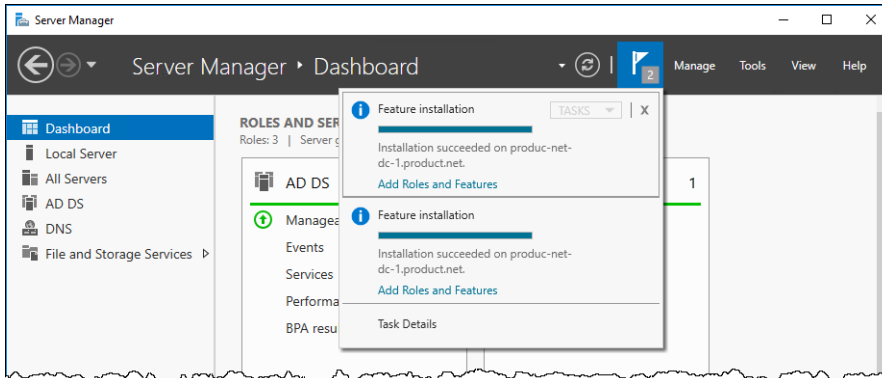 Server Manager
Server Manager • Dashboard
2
Manage Tools View Help
Dashboard
Local Server
All Servers
AD DS
DNS
File and Storage Services
ROLES AND SER
Roles: 3 | Server g
AD DS
1
Managea
Events
Services
Performa
BPA resu
Feature installation
TASKS
X
Installation succeeded on produc-net-
dc-1.product.net.
Add Roles and Features
Feature installation
Installation succeeded on produc-net-
dc-1.product.net.
Add Roles and Features
Task Details